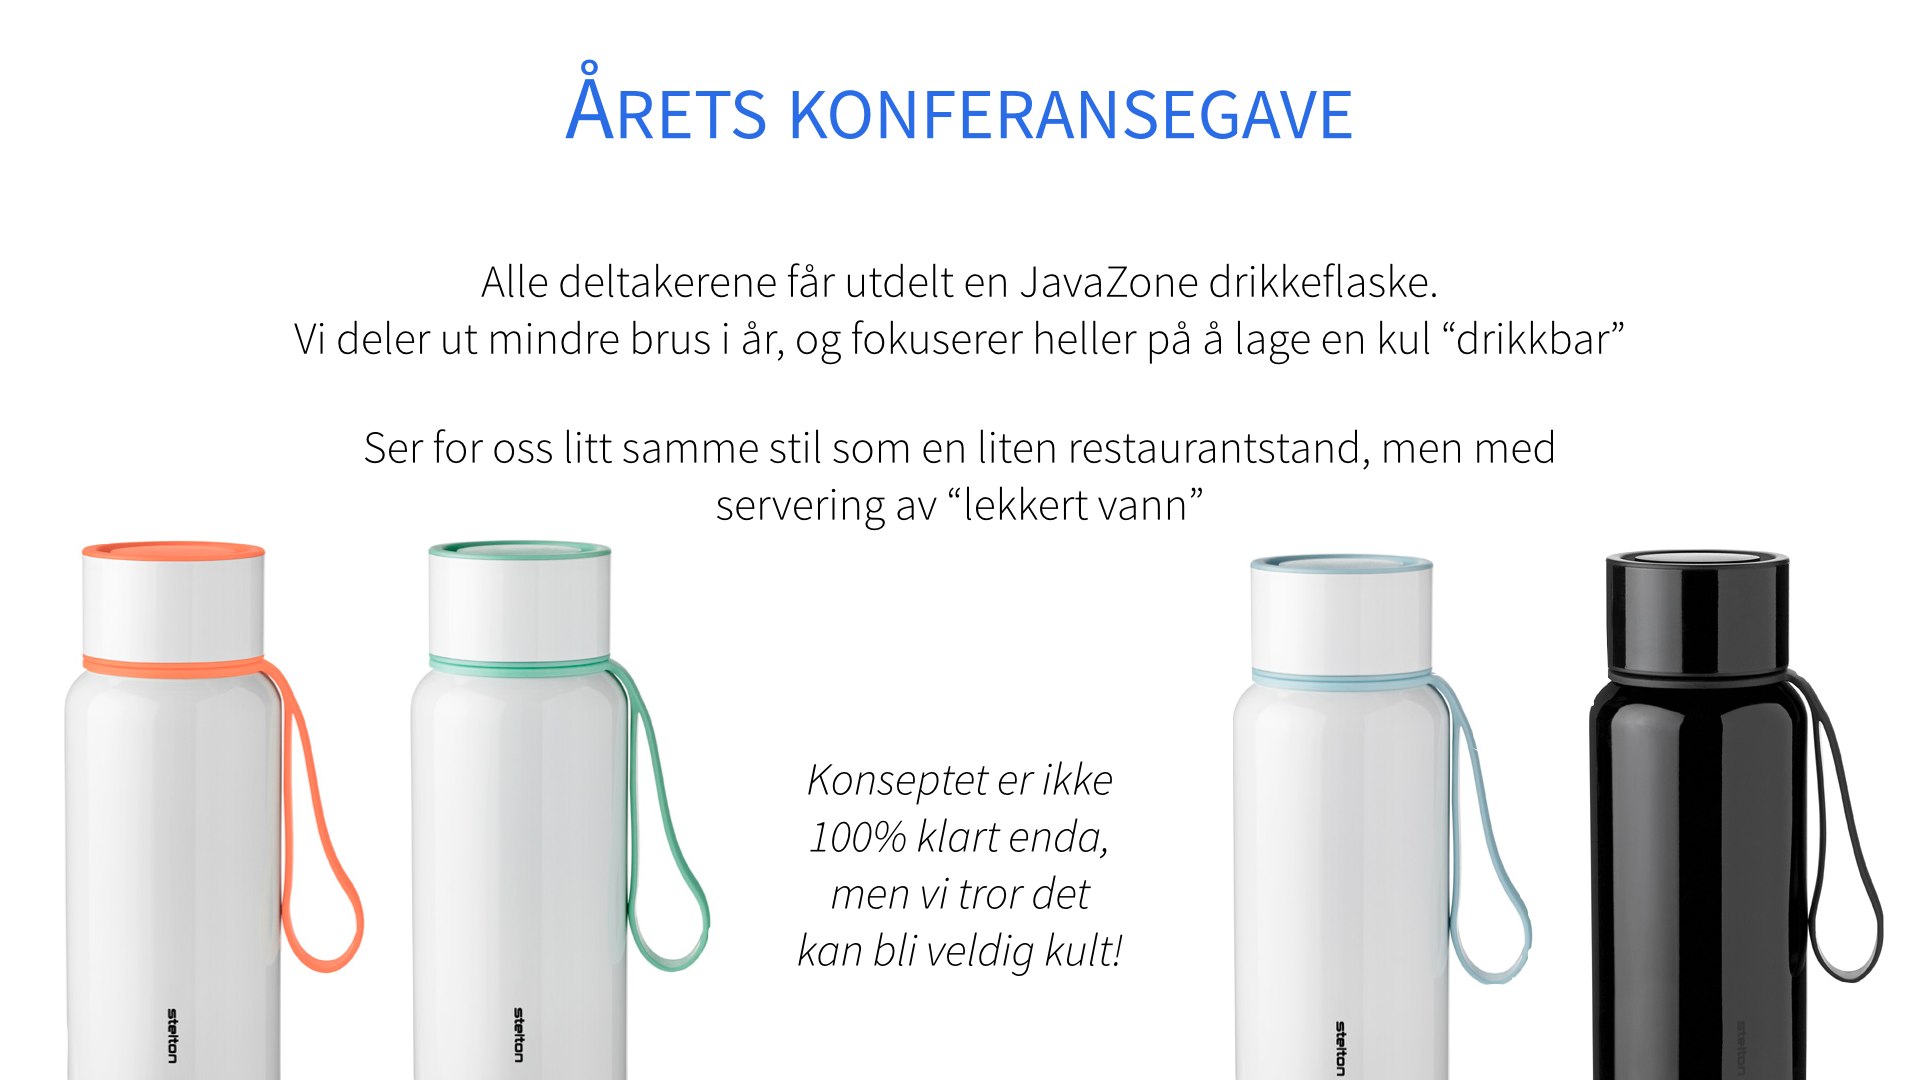 Årets konferansegave
Alle deltakerene får utdelt en JavaZone drikkeflaske.
Vi deler ut mindre brus i år, og fokuserer heller på å lage en kul “drikkbar”
Ser for oss litt samme stil som en liten restaurantstand, men med
servering av “lekkert vann”
Konseptet er ikke
100% klart enda,
men vi tror det
kan bli veldig kult!
stelton
stelton
stelton
stelton